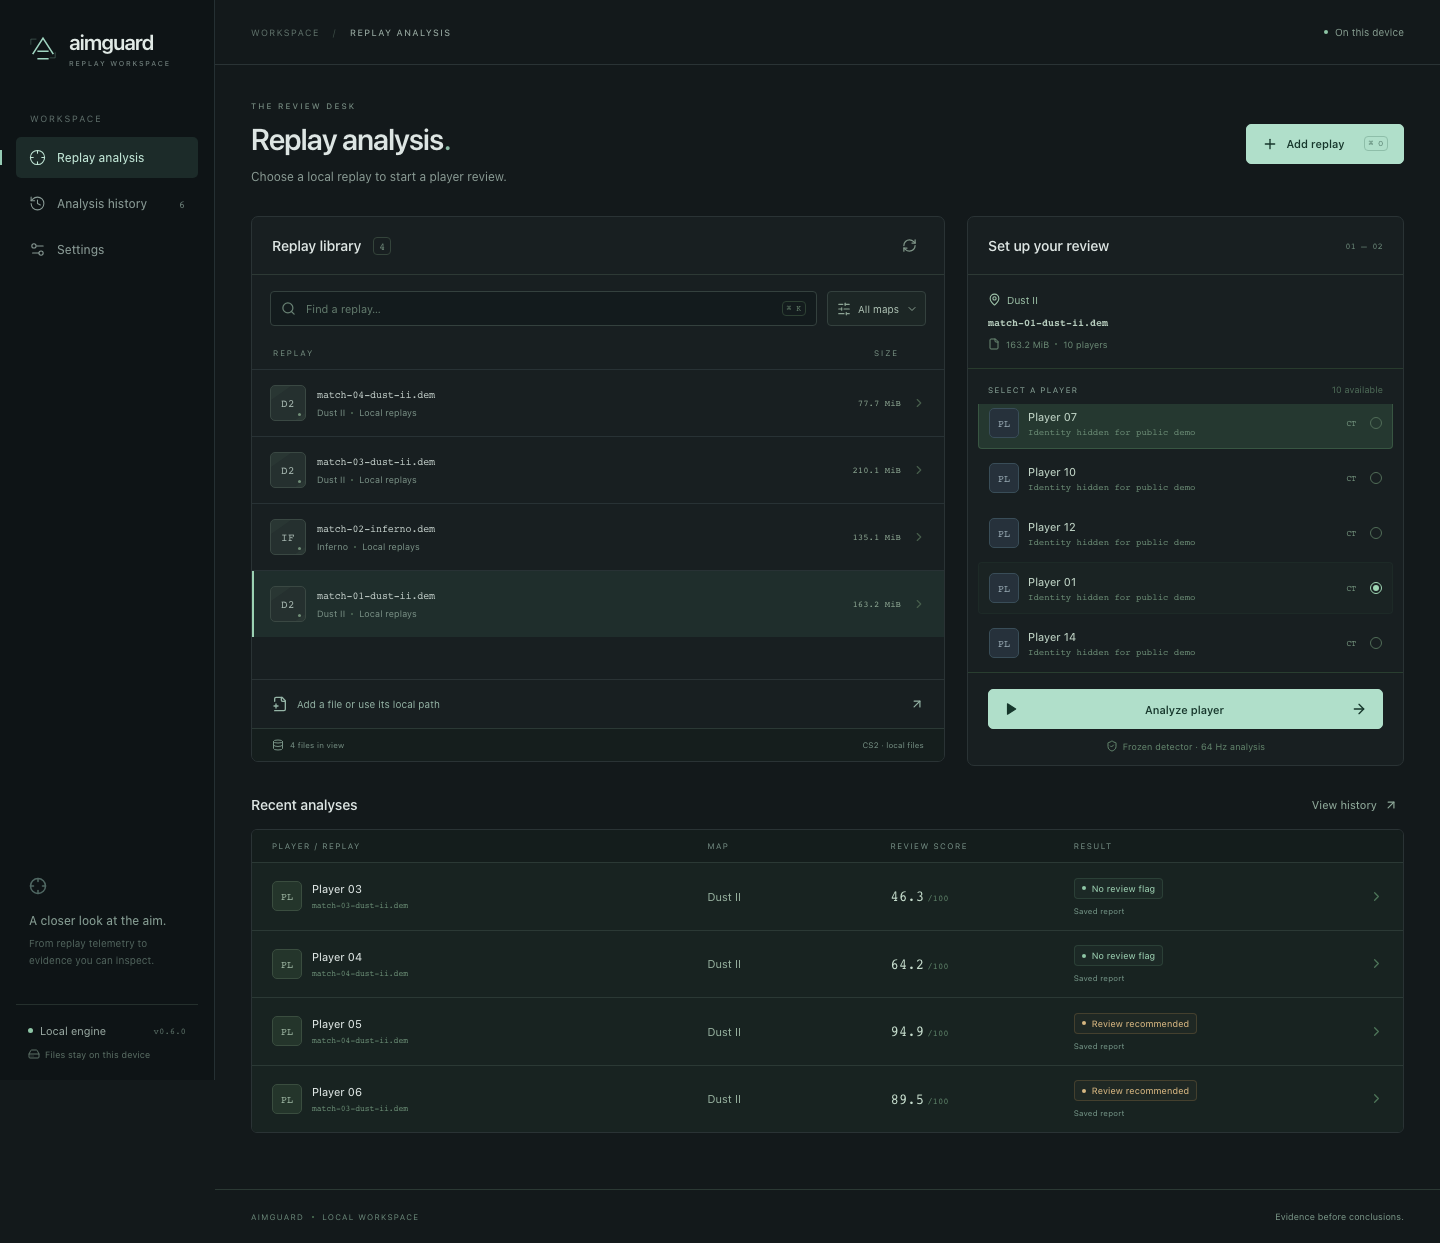 aimguard
REPLAY WORKSPACE
WORKSPACE
Replay analysis
Analysis history 6
Settings
A closer look at the aim.
From replay telemetry to
evidence you can inspect.
Local engine v0.6.0
Files stay on this device
WORKSPACE / REPLAY ANALYSIS
On this device
THE REVIEW DESK
Replay analysis.
Choose a local replay to start a player review.
Add replay ⌘ O
Replay library 4
Find a replay... ⌘ K
All maps
REPLAY SIZE
D2 match-04-dust-ii.dem 77.7 MiB
Dust II • Local replays
D2 match-03-dust-ii.dem 210.1 MiB
Dust II • Local replays
IF match-02-inferno.dem 135.1 MiB
Inferno • Local replays
D2 match-01-dust-ii.dem 163.2 MiB
Dust II • Local replays
Add a file or use its local path
4 files in view CS2 · local files
Set up your review 01 — 02
Dust II
match-01-dust-ii.dem
163.2 MiB • 10 players
SELECT A PLAYER 10 available
PL Player 07 CT
Identity hidden for public demo
PL Player 10 CT
Identity hidden for public demo
PL Player 12 CT
Identity hidden for public demo
PL Player 01 CT
Identity hidden for public demo
PL Player 14 CT
Identity hidden for public demo
Analyze player
Frozen detector · 64 Hz analysis
Recent analyses View history
PLAYER / REPLAY MAP REVIEW SCORE RESULT
PL Player 03 Dust II 46.3 /100 No review flag
match-03-dust-ii.dem Saved report
PL Player 04 Dust II 64.2 /100 No review flag
match-04-dust-ii.dem Saved report
PL Player 05 Dust II 94.9 /100 Review recommended
match-04-dust-ii.dem Saved report
PL Player 06 Dust II 89.5 /100 Review recommended
match-03-dust-ii.dem Saved report
AIMGUARD • LOCAL WORKSPACE Evidence before conclusions.